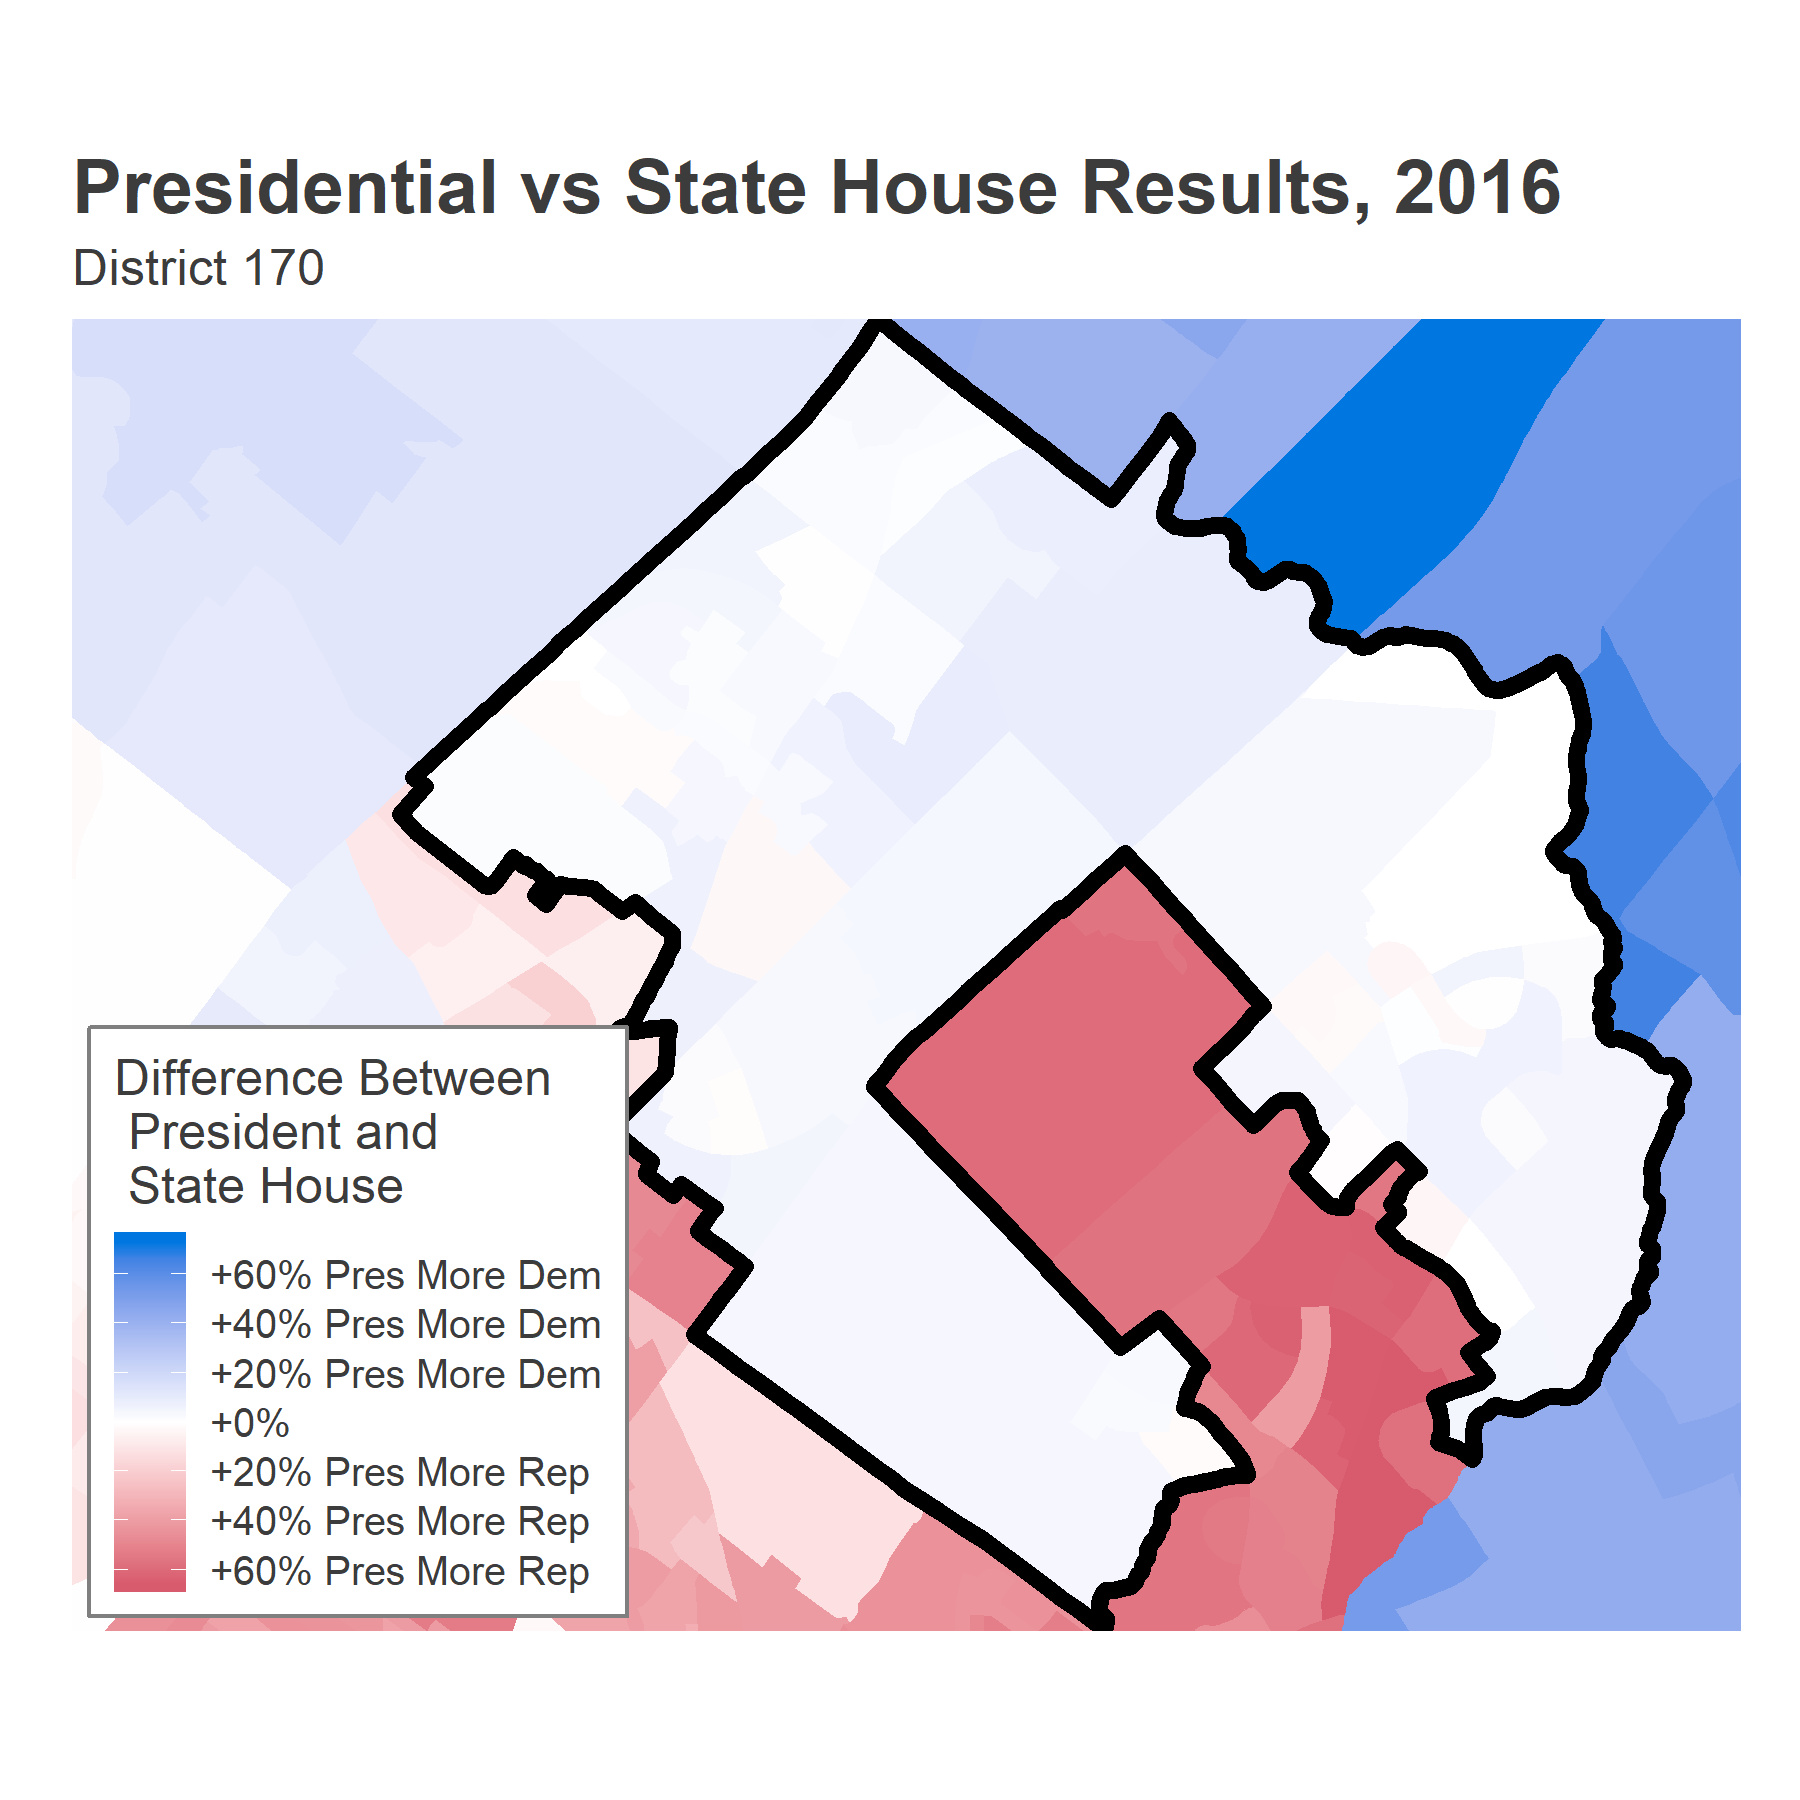 Presidential vs State House Results, 2016
District 170
Difference Between
President and
State House
+60% Pres More Dem
+40% Pres More Dem
+20% Pres More Dem
+0%
+20% Pres More Rep
+40% Pres More Rep
+60% Pres More Rep